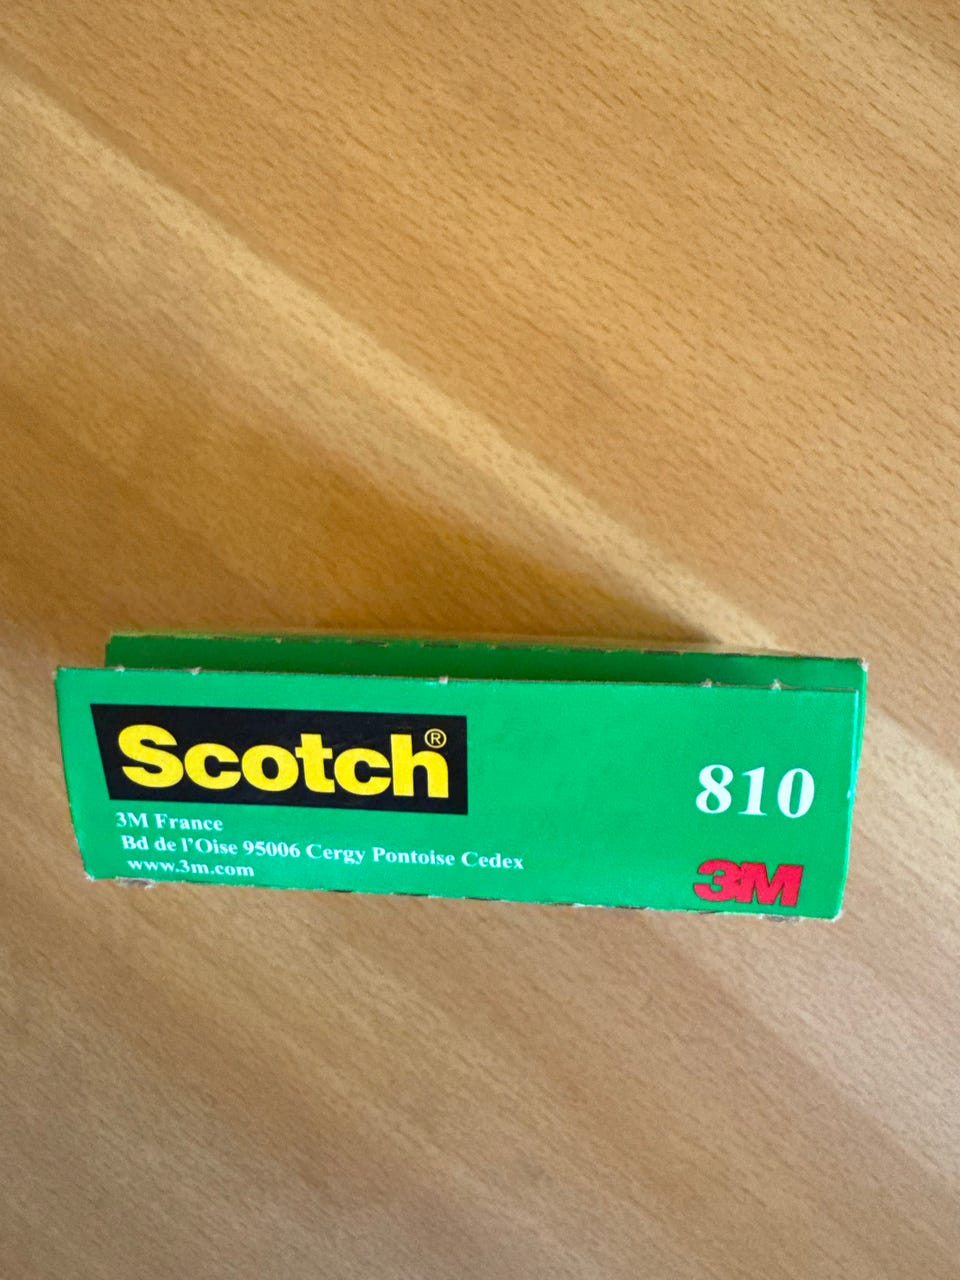 Scotch®
810
3M France
Bd de l'Oise 95006 Cergy Pontoise Cedex
www.3m.com
3M